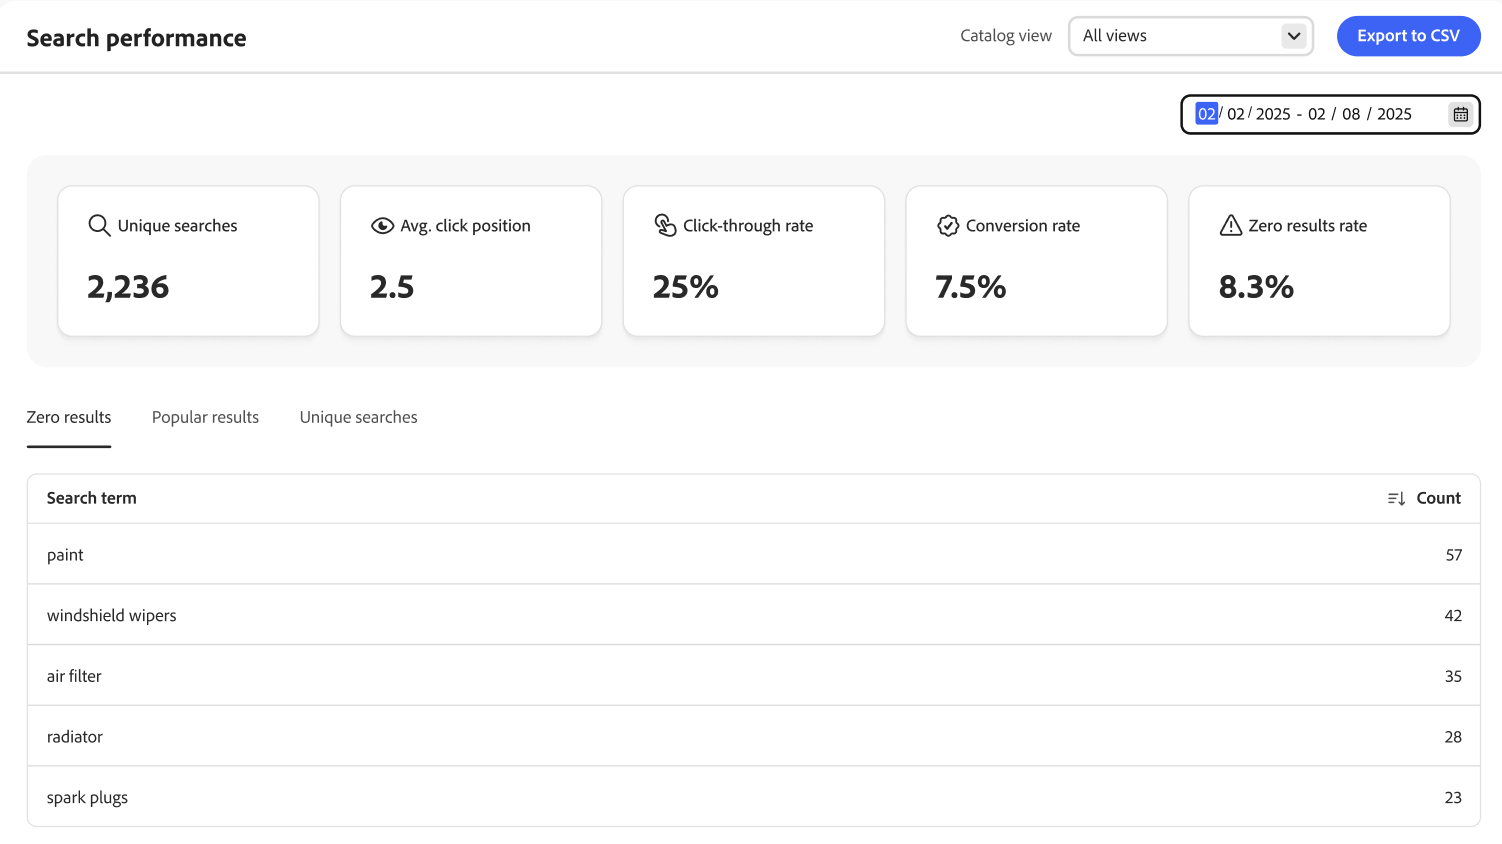 Search performance
Catalog view
All views
Export to CSV
02/ 02 / 2025 - 02 / 08 / 2025
Unique searches
2,236
Avg. click position
2.5
Click-through rate
25%
Conversion rate
7.5%
Zero results rate
8.3%
Zero results
Popular results
Unique searches
Search term
Count
paint
57
windshield wipers
42
air filter
35
radiator
28
spark plugs
23